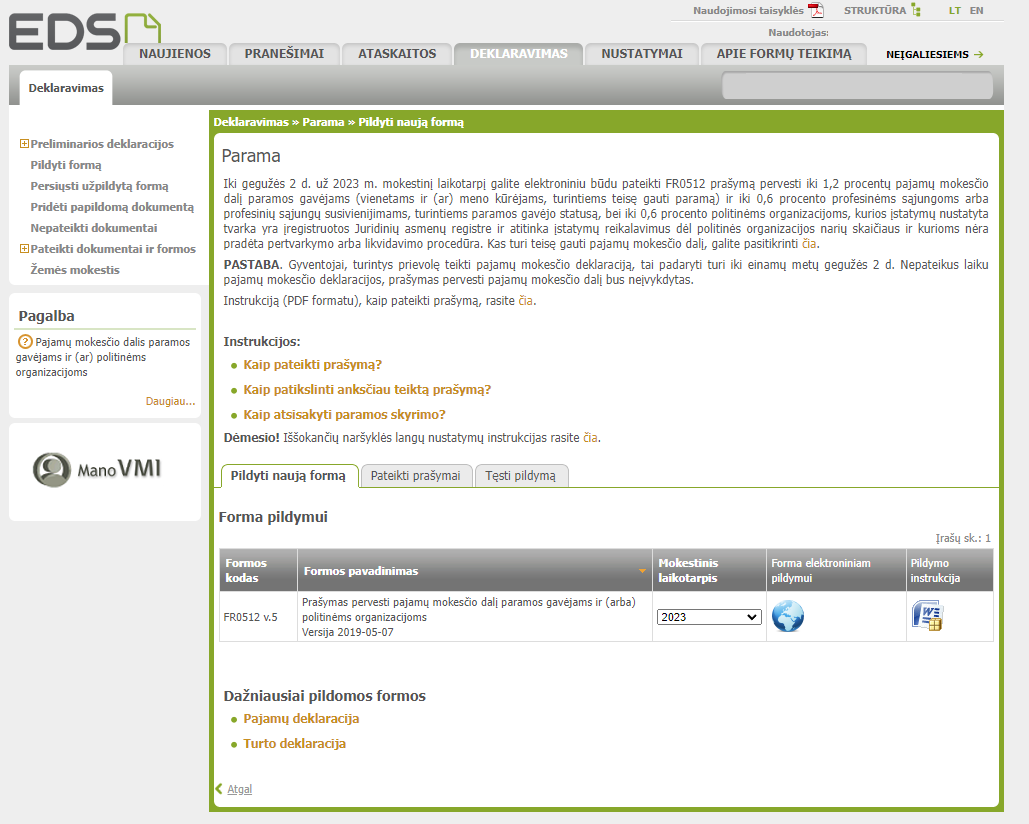 EDS
Naudojimosi taisyklės STRUKTŪRA LT EN
Naudotojas:
NAUJIENOS PRANEŠIMAI ATASKAITOS DEKLARAVIMAS NUSTATYMAI APIE FORMŲ TEIKIMĄ NEĮGALIESIEMS
Deklaravimas
Preliminarios deklaracijos
Pildyti formą
Persiųsti užpildytą formą
Pridėti papildomą dokumentą
Nepateikti dokumentai
Pateikti dokumentai ir formos
Žemės mokestis
Pagalba
Pajamų mokesčio dalis paramos
gavėjams ir (ar) politinėms
organizacijoms
Daugiau...
Mano VMI
Deklaravimas » Parama » Pildyti naują formą
Parama
Iki gegužės 2 d. už 2023 m. mokestinį laikotarpį galite elektroniniu būdu pateikti FR0512 prašymą pervesti iki 1,2 procentų pajamų mokesčio
dalį paramos gavėjams (vienetams ir (ar) meno kūrėjams, turintiems teisę gauti paramą) ir iki 0,6 procento profesinėms sąjungoms arba
profesinių sąjungų susivienijimams, turintiems paramos gavėjo statusą, bei iki 0,6 procento politinėms organizacijoms, kurios įstatymų nustatyta
tvarka yra įregistruotos Juridinių asmenų registre ir atitinka įstatymų reikalavimus dėl politinės organizacijos narių skaičiaus ir kurioms nėra
pradėta pertvarkymo arba likvidavimo procedūra. Kas turi teisę gauti pajamų mokesčio dalį, galite pasitikrinti čia.
PASTABA. Gyventojai, turintys prievolę teikti pajamų mokesčio deklaraciją, tai padaryti turi iki einamų metų gegužės 2 d. Nepateikus laiku
pajamų mokesčio deklaracijos, prašymas pervesti pajamų mokesčio dalį bus neįvykdytas.
Instrukciją (PDF formatu), kaip pateikti prašymą, rasite čia.
Instrukcijos:
Kaip pateikti prašymą?
Kaip patikslinti anksčiau teiktą prašymą?
Kaip atsisakyti paramos skyrimo?
Dėmesio! Iššokančių naršyklės langų nustatymų instrukcijas rasite čia.
Pildyti naują formą Pateikti prašymai Tęsti pildymą
Forma pildymui
Įrašų sk.: 1
Formos
kodas
Formos pavadinimas
Mokestinis
laikotarpis
Forma elektroniniam
pildymui
Pildymo
instrukcija
FR0512 v.5
Prašymas pervesti pajamų mokesčio dalį paramos gavėjams ir (arba)
politinėms organizacijoms
Versija 2019-05-07
2023
Dažniausiai pildomos formos
Pajamų deklaracija
Turto deklaracija
Atgal